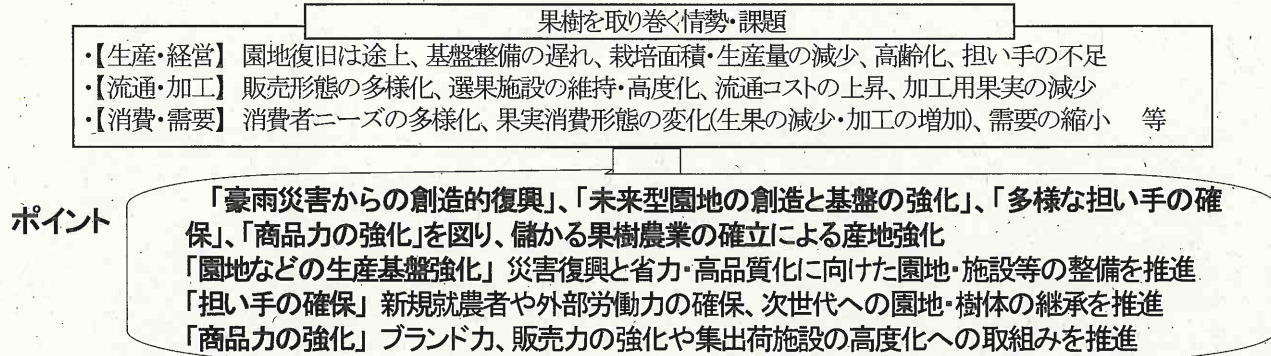 果樹を取り巻く情勢・課題
・【生産・経営】 園地復旧は途上、基盤整備の遅れ、栽培面積・生産量の減少、高齢化、担い手の不足
・【流通・加工】 販売形態の多様化、選果施設の維持・高度化、流通コストの上昇、加工用果実の減少
・【消費・需要】 消費者ニーズの多様化、果実消費形態の変化(生果の減少・加工の増加)、需要の縮小 等
ポイント
「豪雨災害からの創造的復興」、「未来型園地の創造と基盤の強化」、「多様な担い手の確
保」、「商品力の強化」を図り、儲かる果樹農業の確立による産地強化
「園地などの生産基盤強化」 災害復興と省力・高品質化に向けた園地・施設等の整備を推進
「担い手の確保」 新規就農者や外部労働力の確保、次世代への園地・樹体の継承を推進
「商品力の強化」 ブランド力、販売力の強化や集出荷施設の高度化への取組みを推進